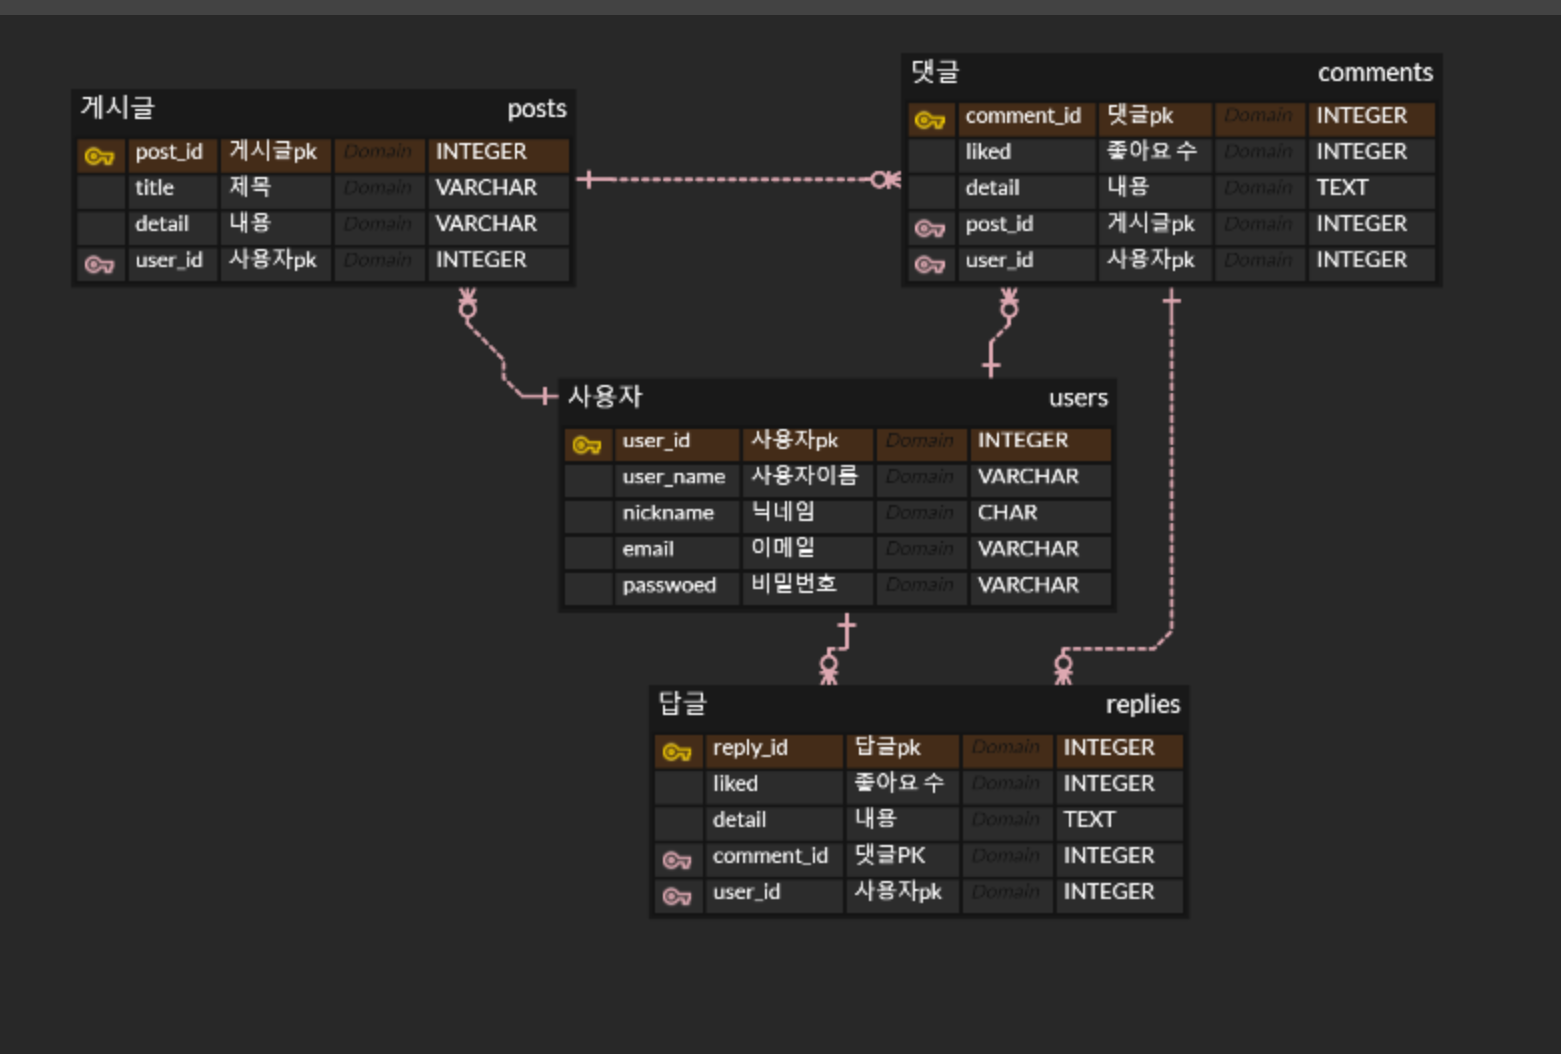 게시글 posts
post_id 게시글pk Domain INTEGER
title 제목 Domain VARCHAR
detail 내용 Domain VARCHAR
user_id 사용자pk Domain INTEGER
댓글 comments
comment_id 댓글pk Domain INTEGER
liked 좋아요 수 Domain INTEGER
detail 내용 Domain TEXT
post_id 게시글pk Domain INTEGER
user_id 사용자pk Domain INTEGER
사용자 users
user_id 사용자pk Domain INTEGER
user_name 사용자이름 Domain VARCHAR
nickname 닉네임 Domain CHAR
email 이메일 Domain VARCHAR
passwoed 비밀번호 Domain VARCHAR
답글 replies
reply_id 답글pk Domain INTEGER
liked 좋아요 수 Domain INTEGER
detail 내용 Domain TEXT
comment_id 댓글PK Domain INTEGER
user_id 사용자pk Domain INTEGER